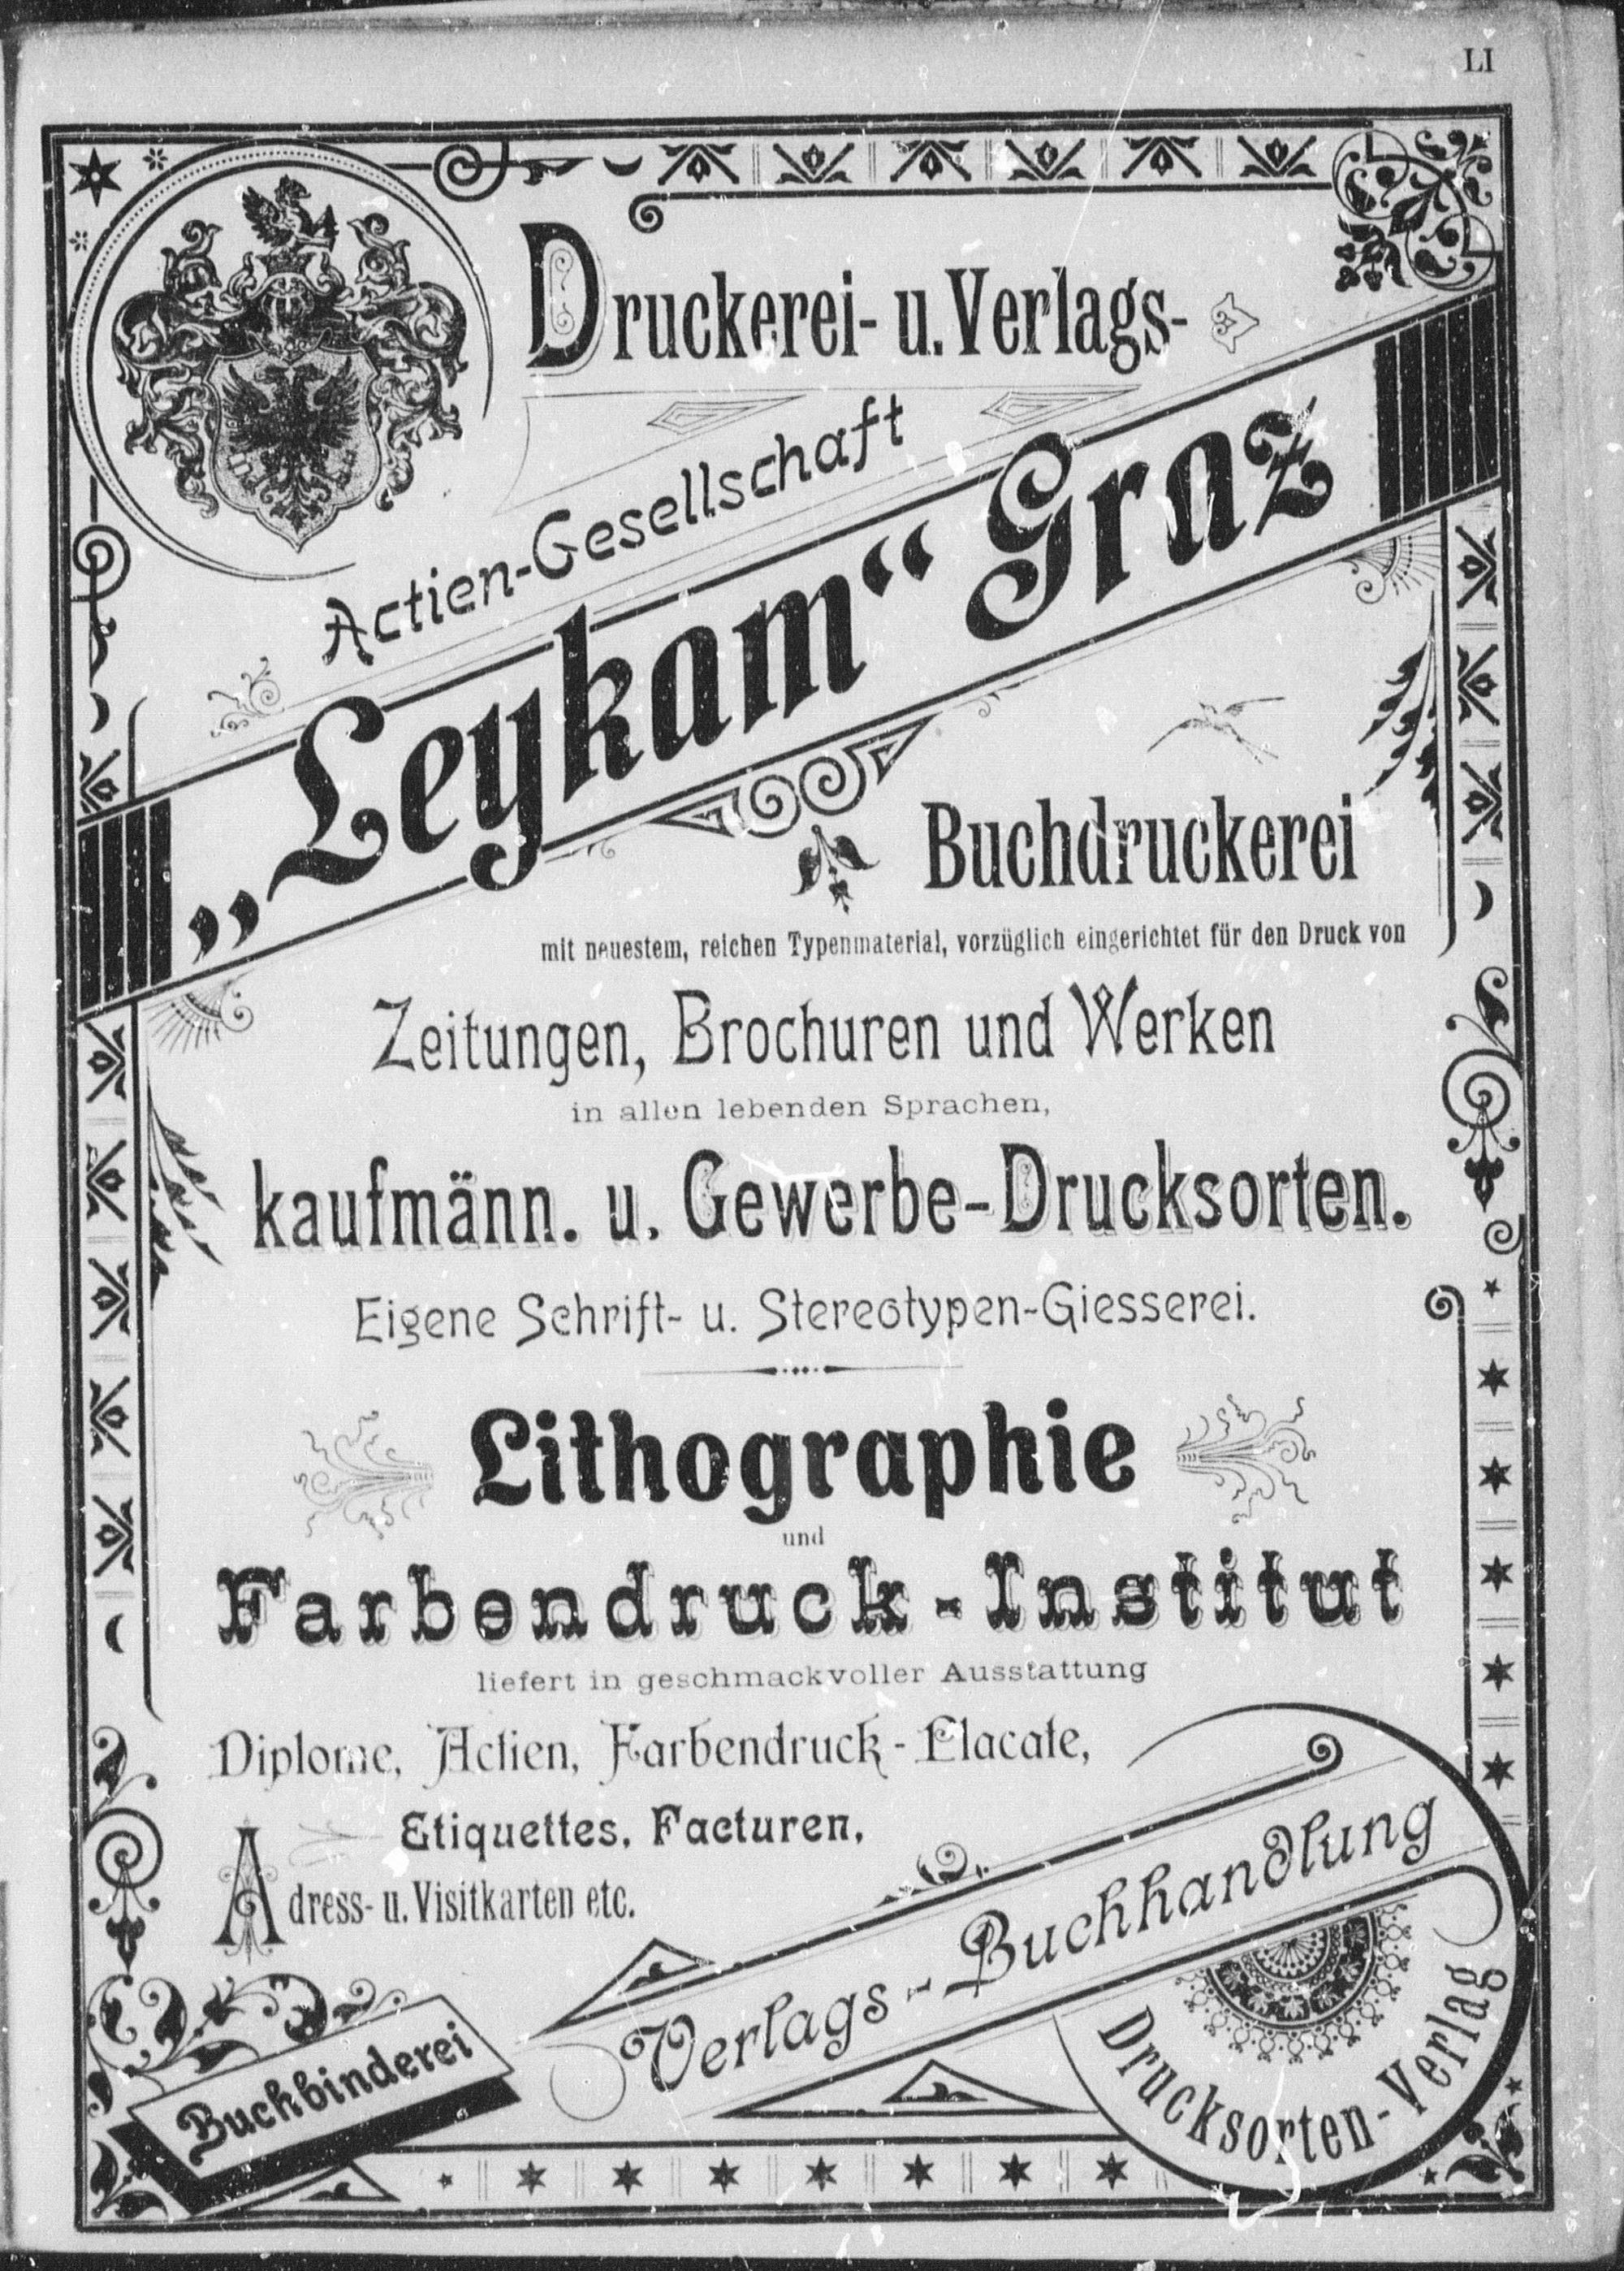 LI
Druckerei- u. Verlags-
Actien-Gesellschaft
„Leykam“ Graz
Buchdruckerei
mit neuestem, reichen Typenmaterial, vorzüglich eingerichtet für den Druck von
Zeitungen, Brochuren und Werken
in allen lebenden Sprachen,
kaufmänn. u. Gewerbe-Drucksorten.
Eigene Schrift- u. Stereotypen-Giesserei.
Lithographie
und
Farbendruck-Institut
liefert in geschmackvoller Ausstattung
Diplome, Actien, Farbendruck-Placate,
Etiquettes, Facturen,
Adress- u. Visitkarten etc.
Verlags-Buchhandlung
Drucksorten-Verlag
Buchbinderei